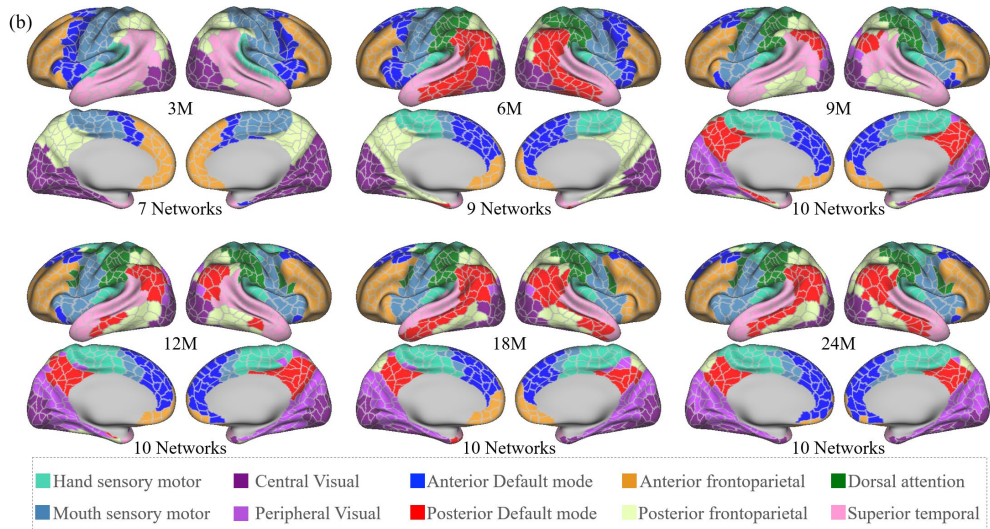 (b)
3M 6M 9M
7 Networks 9 Networks 10 Networks
12M 18M 24M
10 Networks 10 Networks 10 Networks
Hand sensory motor Central Visual Anterior Default mode Anterior frontoparietal Dorsal attention
Mouth sensory motor Peripheral Visual Posterior Default mode Posterior frontoparietal Superior temporal